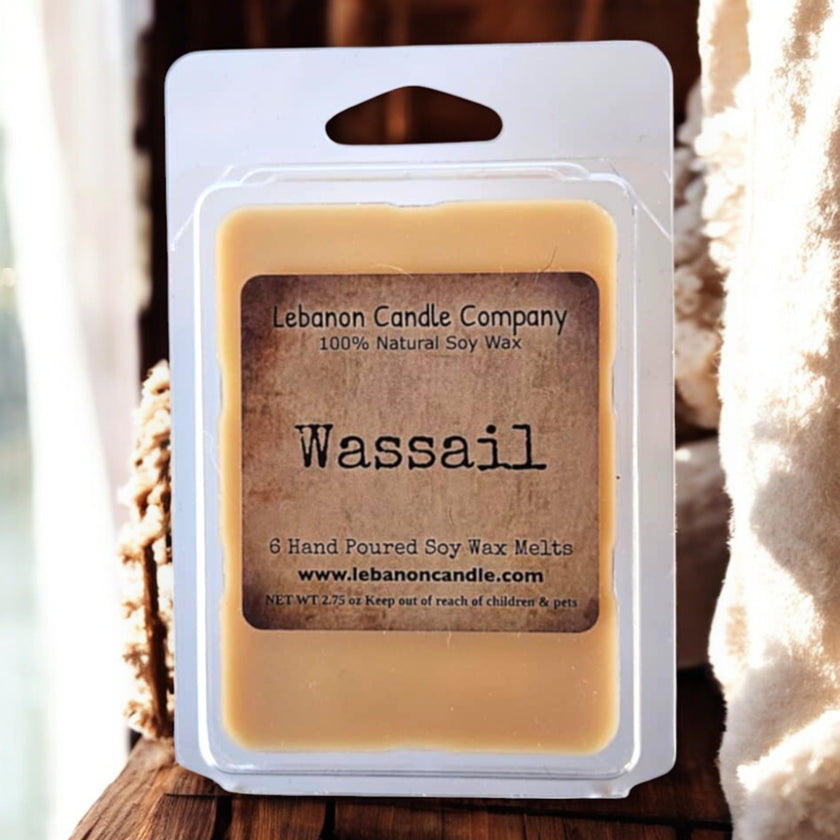 Lebanon Candle Company
100% Natural Soy Wax
Wassail
6 Hand Poured Soy Wax Melts
www.lebanoncandle.com
NET WT 2.75 oz Keep out of reach of children & pets